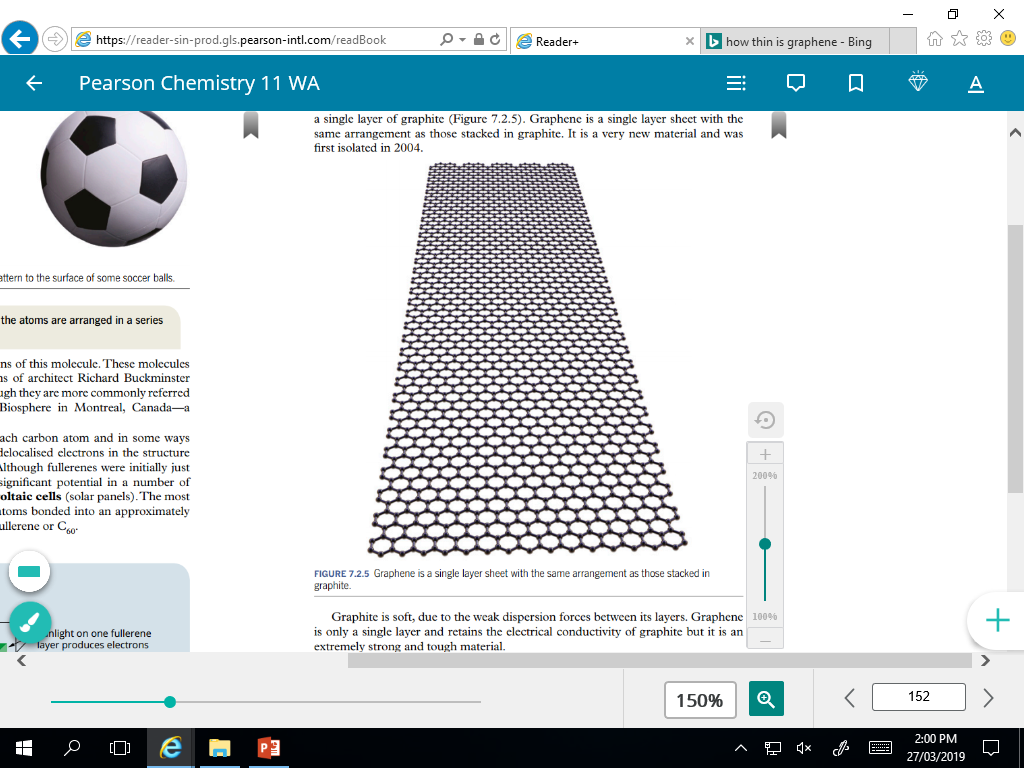 https://reader-sin-prod.gls.pearson-intl.com/readBook
Reader+
how thin is graphene - Bing
Pearson Chemistry 11 WA
A
attern to the surface of some soccer balls.
the atoms are arranged in a series
ns of this molecule. These molecules
ns of architect Richard Buckminster
ugh they are more commonly referred
Biosphere in Montreal, Canada—a
ach carbon atom and in some ways
delocalised electrons in the structure
Although fullerenes were initially just
significant potential in a number of
oltaic cells (solar panels). The most
atoms bonded into an approximately
ullerene or C₆₀.
nlight on one fullerene
layer produces electrons
a single layer of graphite (Figure 7.2.5). Graphene is a single layer sheet with the
same arrangement as those stacked in graphite. It is a very new material and was
first isolated in 2004.
FIGURE 7.2.5 Graphene is a single layer sheet with the same arrangement as those stacked in
graphite.
Graphite is soft, due to the weak dispersion forces between its layers. Graphene
is only a single layer and retains the electrical conductivity of graphite but it is an
extremely strong and tough material.
200%
100%
150%
152
2:00 PM
27/03/2019